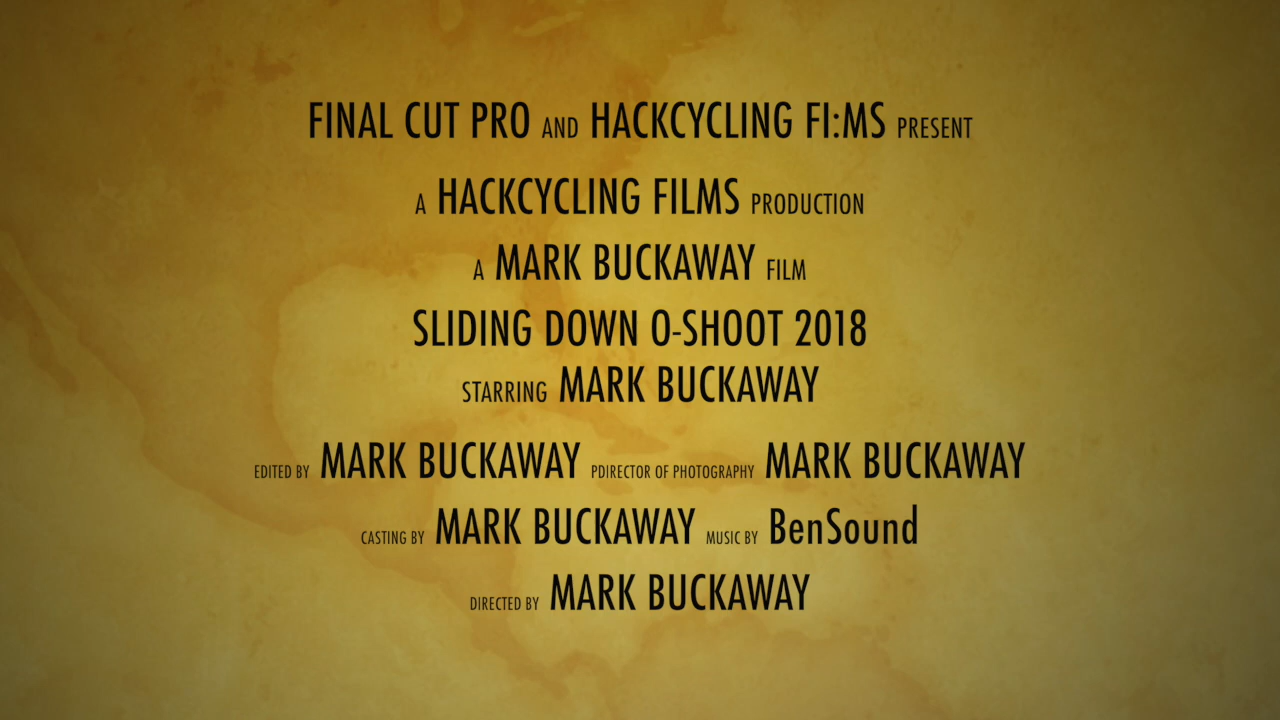 FINAL CUT PRO AND HACKCYCLING FI:MS PRESENT
A HACKCYCLING FILMS PRODUCTION
A MARK BUCKAWAY FILM
SLIDING DOWN O-SHOOT 2018
STARRING MARK BUCKAWAY
EDITED BY MARK BUCKAWAY PDIRECTOR OF PHOTOGRAPHY MARK BUCKAWAY
CASTING BY MARK BUCKAWAY MUSIC BY BenSound
DIRECTED BY MARK BUCKAWAY